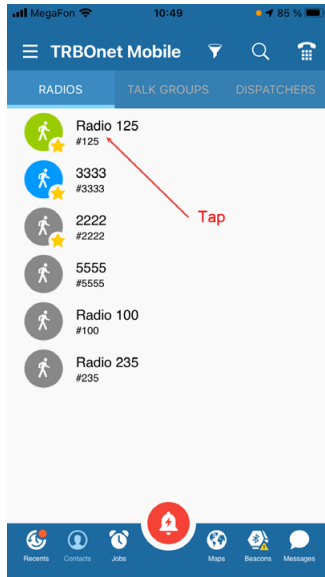 MegaFon 10:49 85 %
TRBOnet Mobile
RADIOS TALK GROUPS DISPATCHERS
Radio 125
#125
3333
#3333
Tap
2222
#2222
5555
#5555
Radio 100
#100
Radio 235
#235
Recents Contacts Jobs Maps Beacons Messages